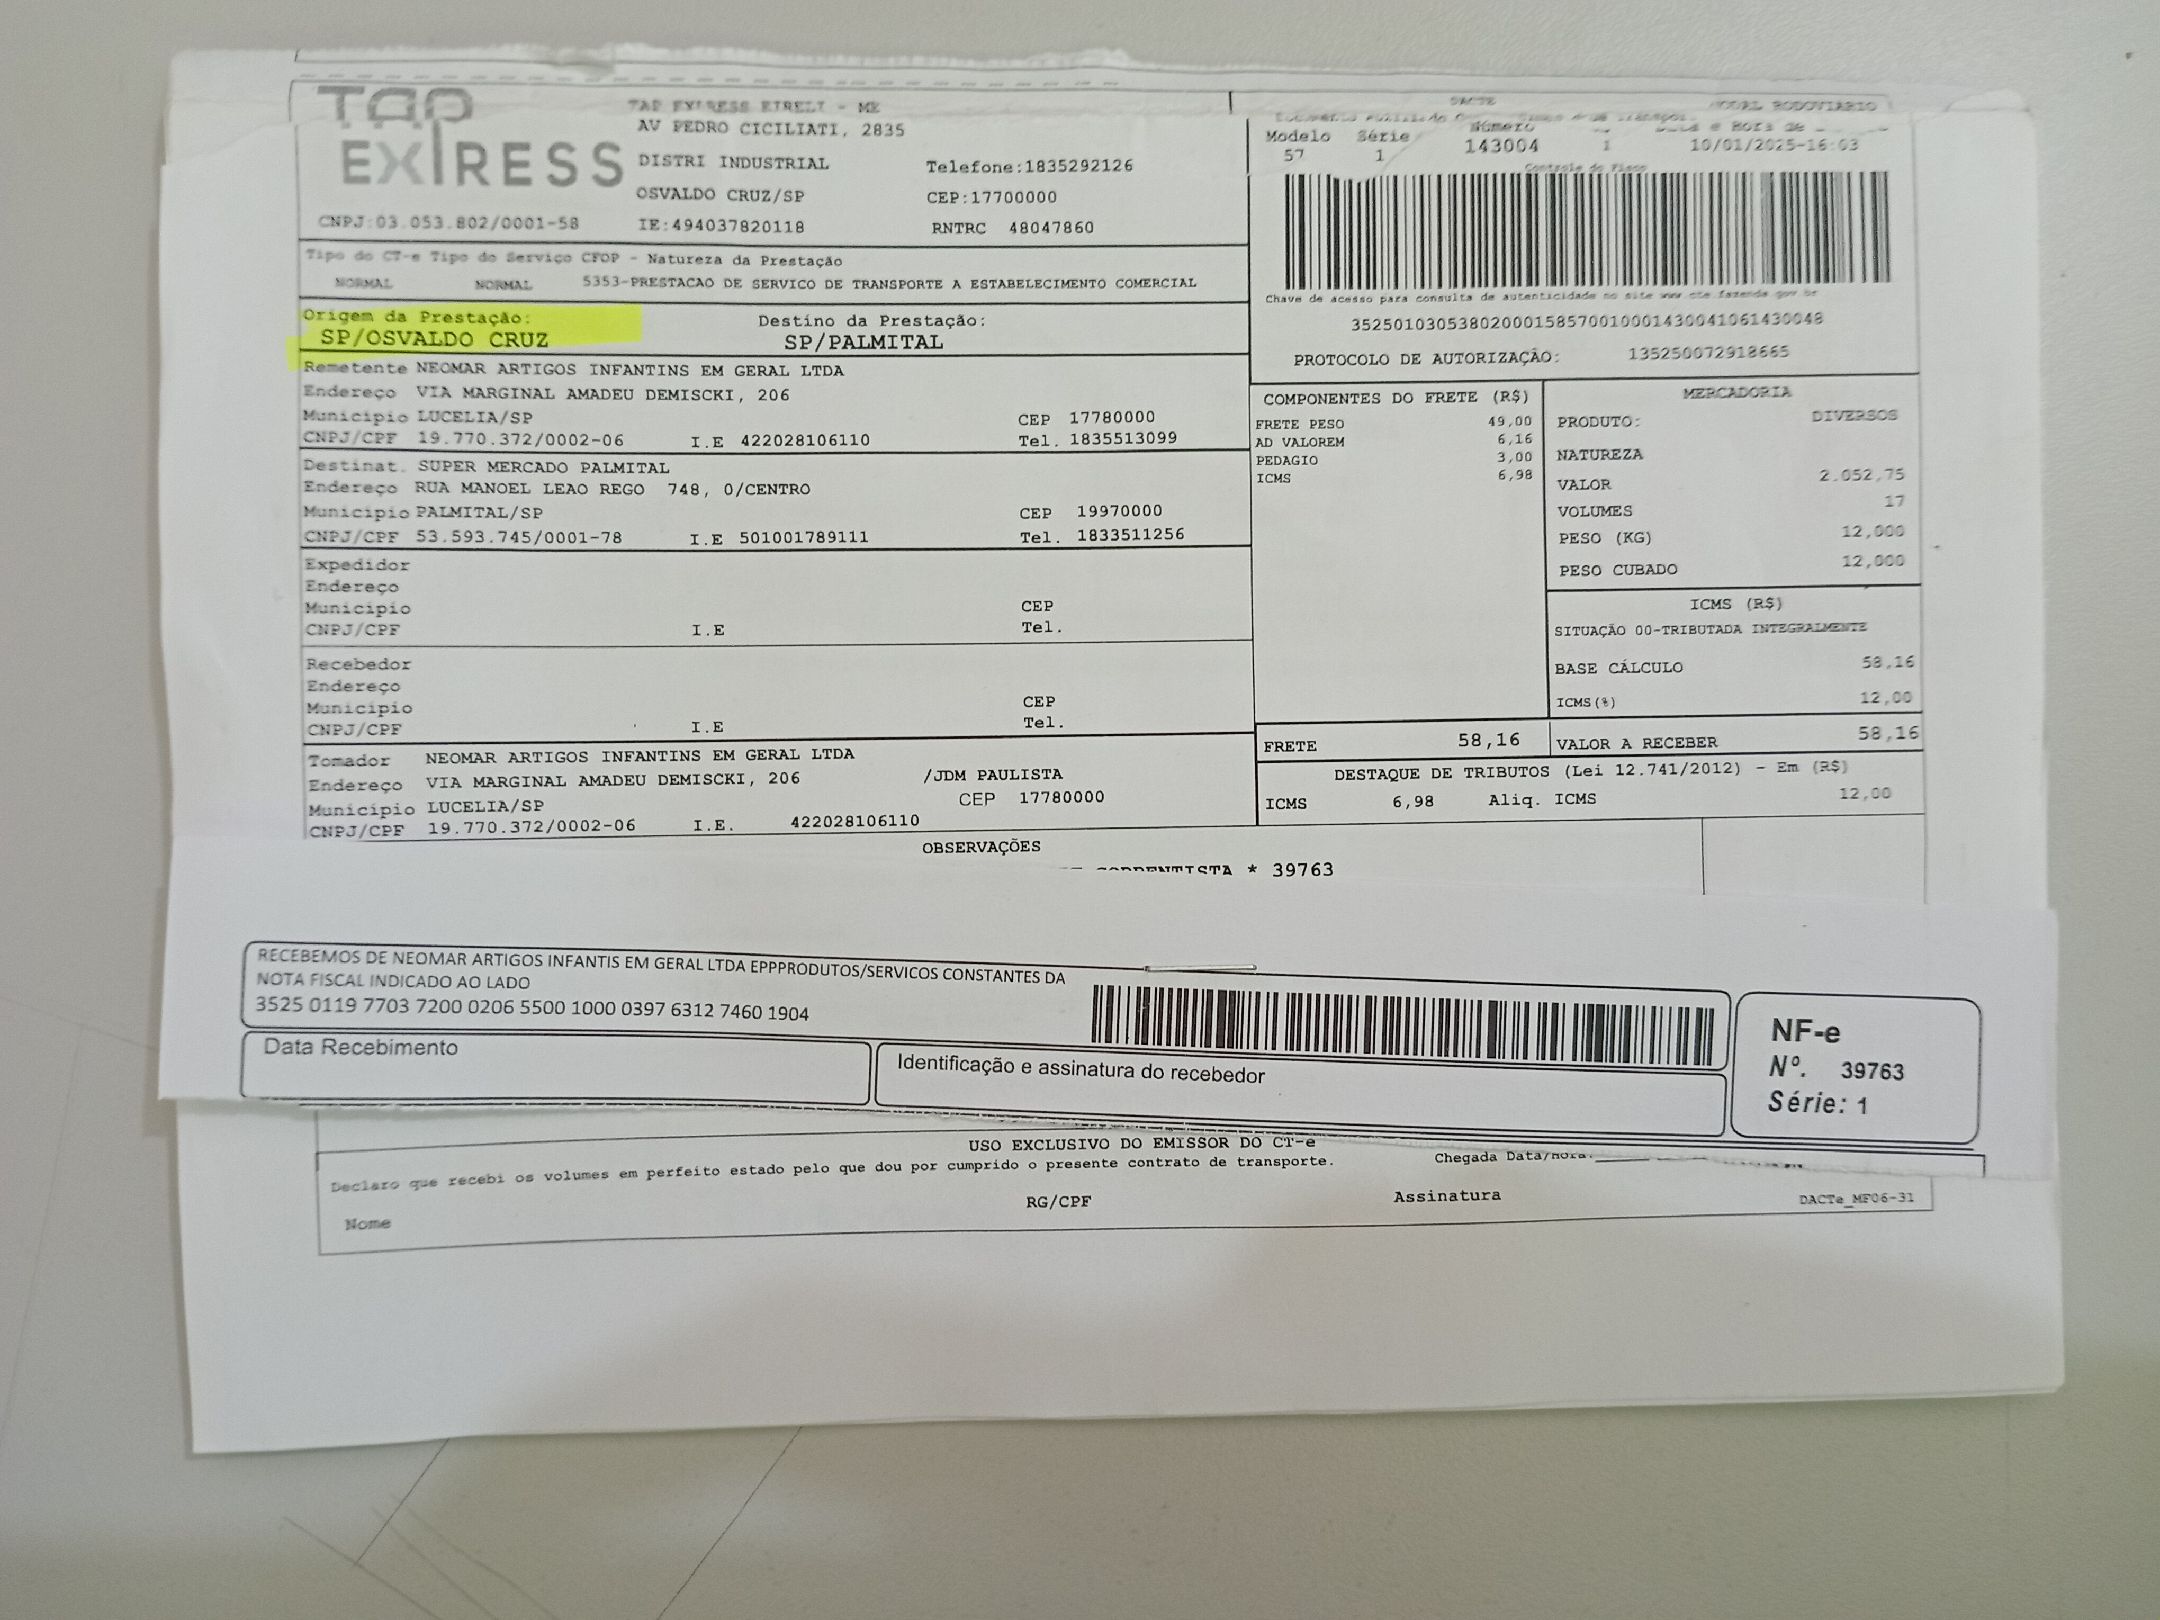 TAP EXPRESS EIRELI - ME
AV PEDRO CICILIATI, 2835
DISTRI INDUSTRIAL
Telefone:1835292126
OSVALDO CRUZ/SP
CEP:17700000
CNPJ:03.053.802/0001-58
IE:494037820118
RNTRC 48047860
DACTE
MODAL RODOVIARIO
Modelo Série Número
57 1 143004 1 10/01/2025-16:03
Controle do Fisco
Chave de acesso para consulta de autenticidade no site www.cte.fazenda.gov.br
35250103053802000158570010001430041061430048
PROTOCOLO DE AUTORIZAÇÃO: 135250072918665
Tipo do CT-e Tipo do Serviço CFOP - Natureza da Prestação
NORMAL NORMAL 5353-PRESTACAO DE SERVICO DE TRANSPORTE A ESTABELECIMENTO COMERCIAL
Origem da Prestação:
SP/OSVALDO CRUZ
Destino da Prestação:
SP/PALMITAL
Remetente NEOMAR ARTIGOS INFANTINS EM GERAL LTDA
Endereço VIA MARGINAL AMADEU DEMISCKI, 206
Municipio LUCELIA/SP CEP 17780000
CNPJ/CPF 19.770.372/0002-06 I.E 422028106110 Tel. 1835513099
Destinat. SUPER MERCADO PALMITAL
Endereço RUA MANOEL LEAO REGO 748, 0/CENTRO
Municipio PALMITAL/SP CEP 19970000
CNPJ/CPF 53.593.745/0001-78 I.E 501001789111 Tel. 1833511256
Expedidor
Endereço
Municipio CEP
CNPJ/CPF I.E Tel.
Recebedor
Endereço
Municipio CEP
CNPJ/CPF I.E Tel.
Tomador NEOMAR ARTIGOS INFANTINS EM GERAL LTDA
Endereço VIA MARGINAL AMADEU DEMISCKI, 206 /JDM PAULISTA
Municipio LUCELIA/SP CEP 17780000
CNPJ/CPF 19.770.372/0002-06 I.E. 422028106110
COMPONENTES DO FRETE (R$)
FRETE PESO 49,00
AD VALOREM 6,16
PEDAGIO 3,00
ICMS 6,98
MERCADORIA
PRODUTO: DIVERSOS
NATUREZA
VALOR 2.052,75
VOLUMES 17
PESO (KG) 12,000
PESO CUBADO 12,000
ICMS (R$)
SITUAÇÃO 00-TRIBUTADA INTEGRALMENTE
BASE CÁLCULO 58,16
ICMS(%) 12,00
FRETE 58,16 VALOR A RECEBER 58,16
DESTAQUE DE TRIBUTOS (Lei 12.741/2012) - Em (R$)
ICMS 6,98 Aliq. ICMS 12,00
OBSERVAÇÕES
CORRENTISTA * 39763
RECEBEMOS DE NEOMAR ARTIGOS INFANTIS EM GERAL LTDA EPPPRODUTOS/SERVICOS CONSTANTES DA
NOTA FISCAL INDICADO AO LADO
3525 0119 7703 7200 0206 5500 1000 0397 6312 7460 1904
Data Recebimento
Identificação e assinatura do recebedor
NF-e
Nº. 39763
Série: 1
USO EXCLUSIVO DO EMISSOR DO CT-e
Declaro que recebi os volumes em perfeito estado pelo que dou por cumprido o presente contrato de transporte.
Chegada Data/Hora:
Nome RG/CPF Assinatura DACTe_MF06-31